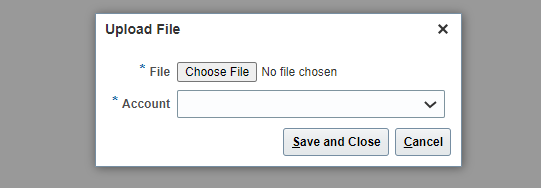 Upload File
* File Choose File No file chosen
* Account
Save and Close Cancel